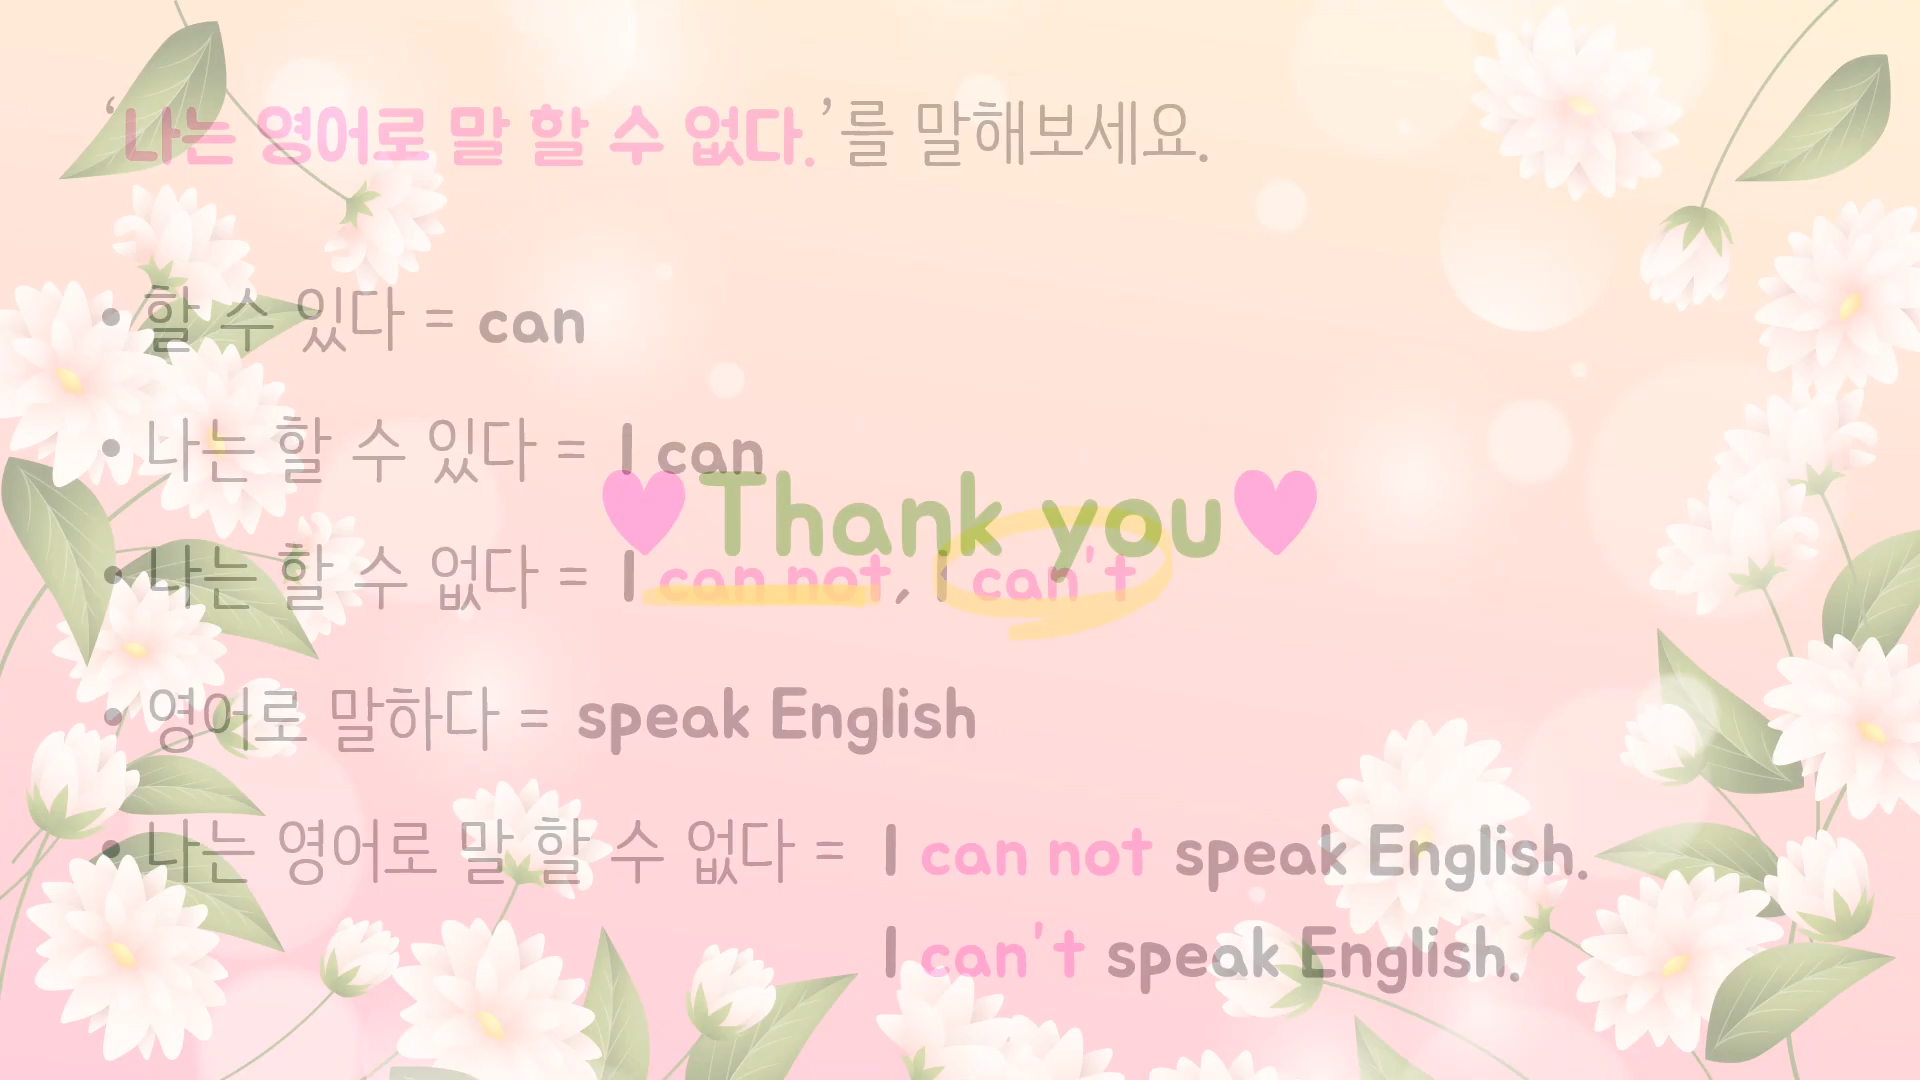 ‘나는 영어로 말 할 수 없다.’를 말해보세요.
• 할 수 있다 = can
• 나는 할 수 있다 = I can
♥Thank you♥
• 나는 할 수 없다 = I can not, I can't
• 영어로 말하다 = speak English
• 나는 영어로 말 할 수 없다 = I can not speak English.
I can't speak English.